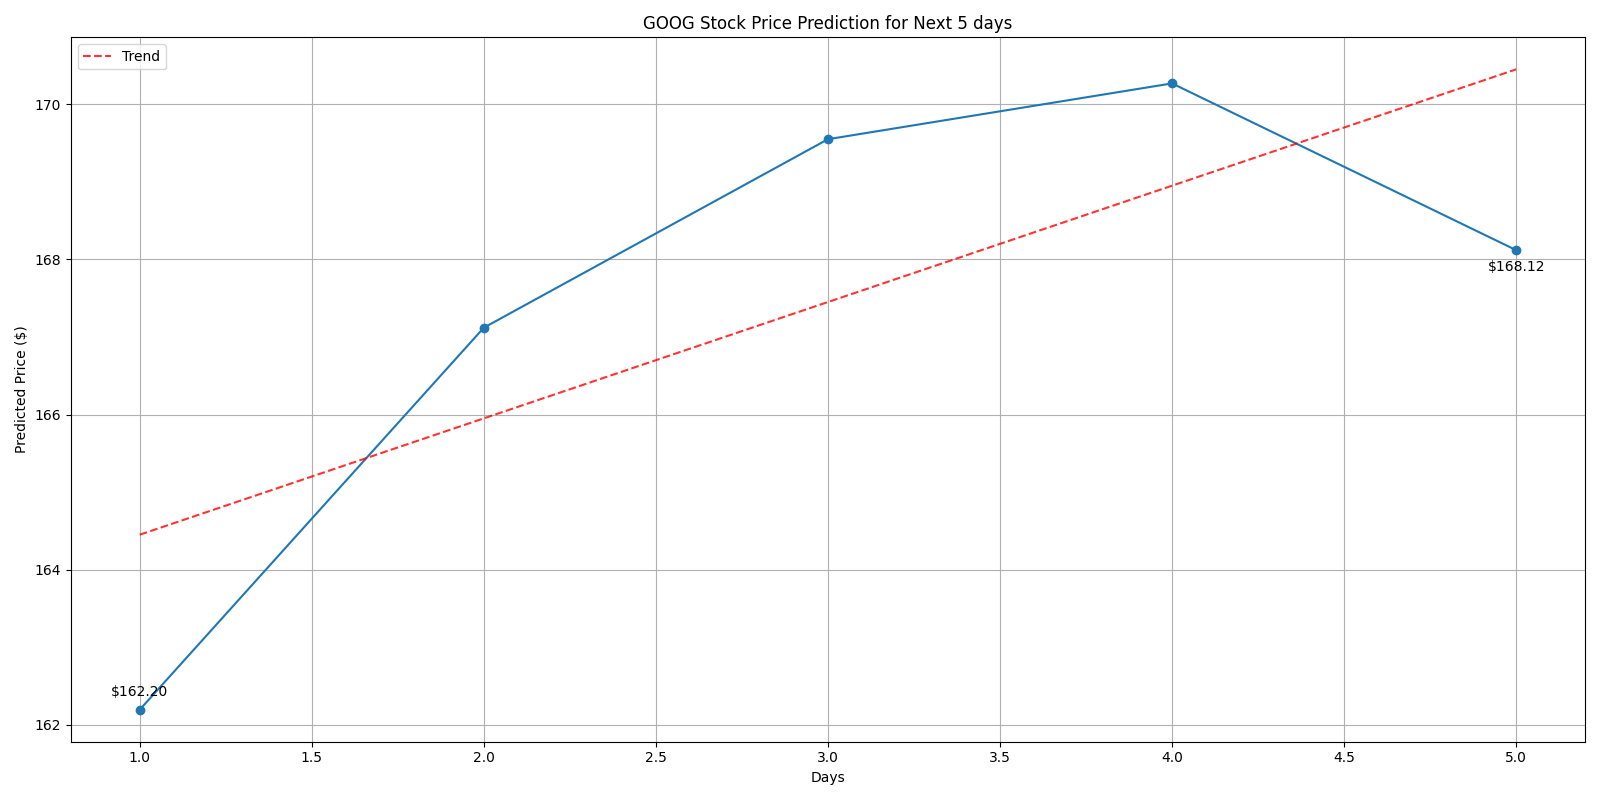 GOOG Stock Price Prediction for Next 5 days
Trend
170
168
166
164
162
Predicted Price ($)
$162.20
$168.12
1.0 1.5 2.0 2.5 3.0 3.5 4.0 4.5 5.0
Days